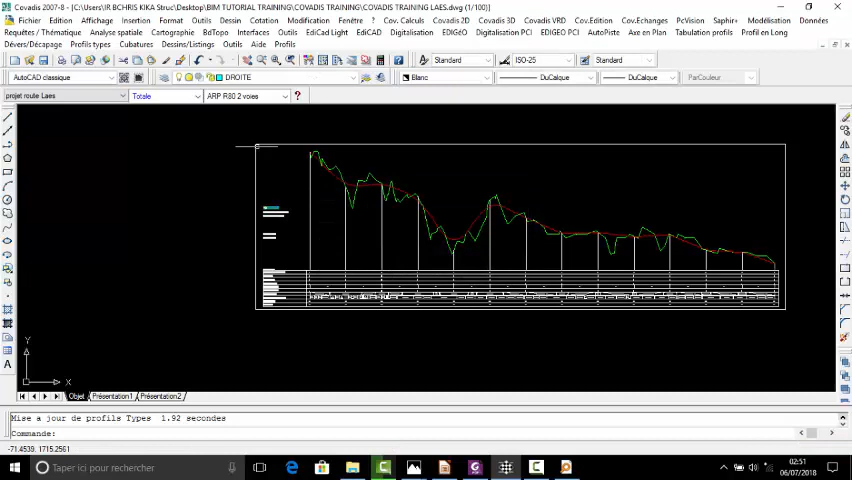 Covadis 2007-8 - [C:\Users\IR BCHRIS KIKA Struc\Desktop\BIM TUTORIAL TRAINING\COVADIS TRAINING\COVADIS TRAINING LAES.dwg (1/100)]
Fichier Edition Affichage Insertion Format Outils Dessin Cotation Modification Fenêtre ? Cov. Calculs Covadis 2D Covadis 3D Covadis VRD Cov.Edition Cov.Echanges PcVision Saphir+ Modélisation Données
Requêtes / Thématique Analyse spatiale Cartographie BdTopo Interfaces Outils EdiCad Light EdiCAD Digitalisation EDIGéO Digitalisation PCI EDIGEO PCI AutoPiste Axe en Plan Tabulation profils Profil en Long
Dévers/Décapage Profils types Cubatures Dessins/Listings Aide Profil
Standard ISO-25 Standard
AutoCAD classique DROITE Blanc DuCalque DuCalque ParCouleur
projet route Laes Totale ARP R80 2 voies
Y
X
Objet Présentation1 Présentation2
Mise a jour de profils Types 1.92 secondes
Commande:
-71.4539, 1715.2561
Taper ici pour rechercher
02:51
06/07/2018